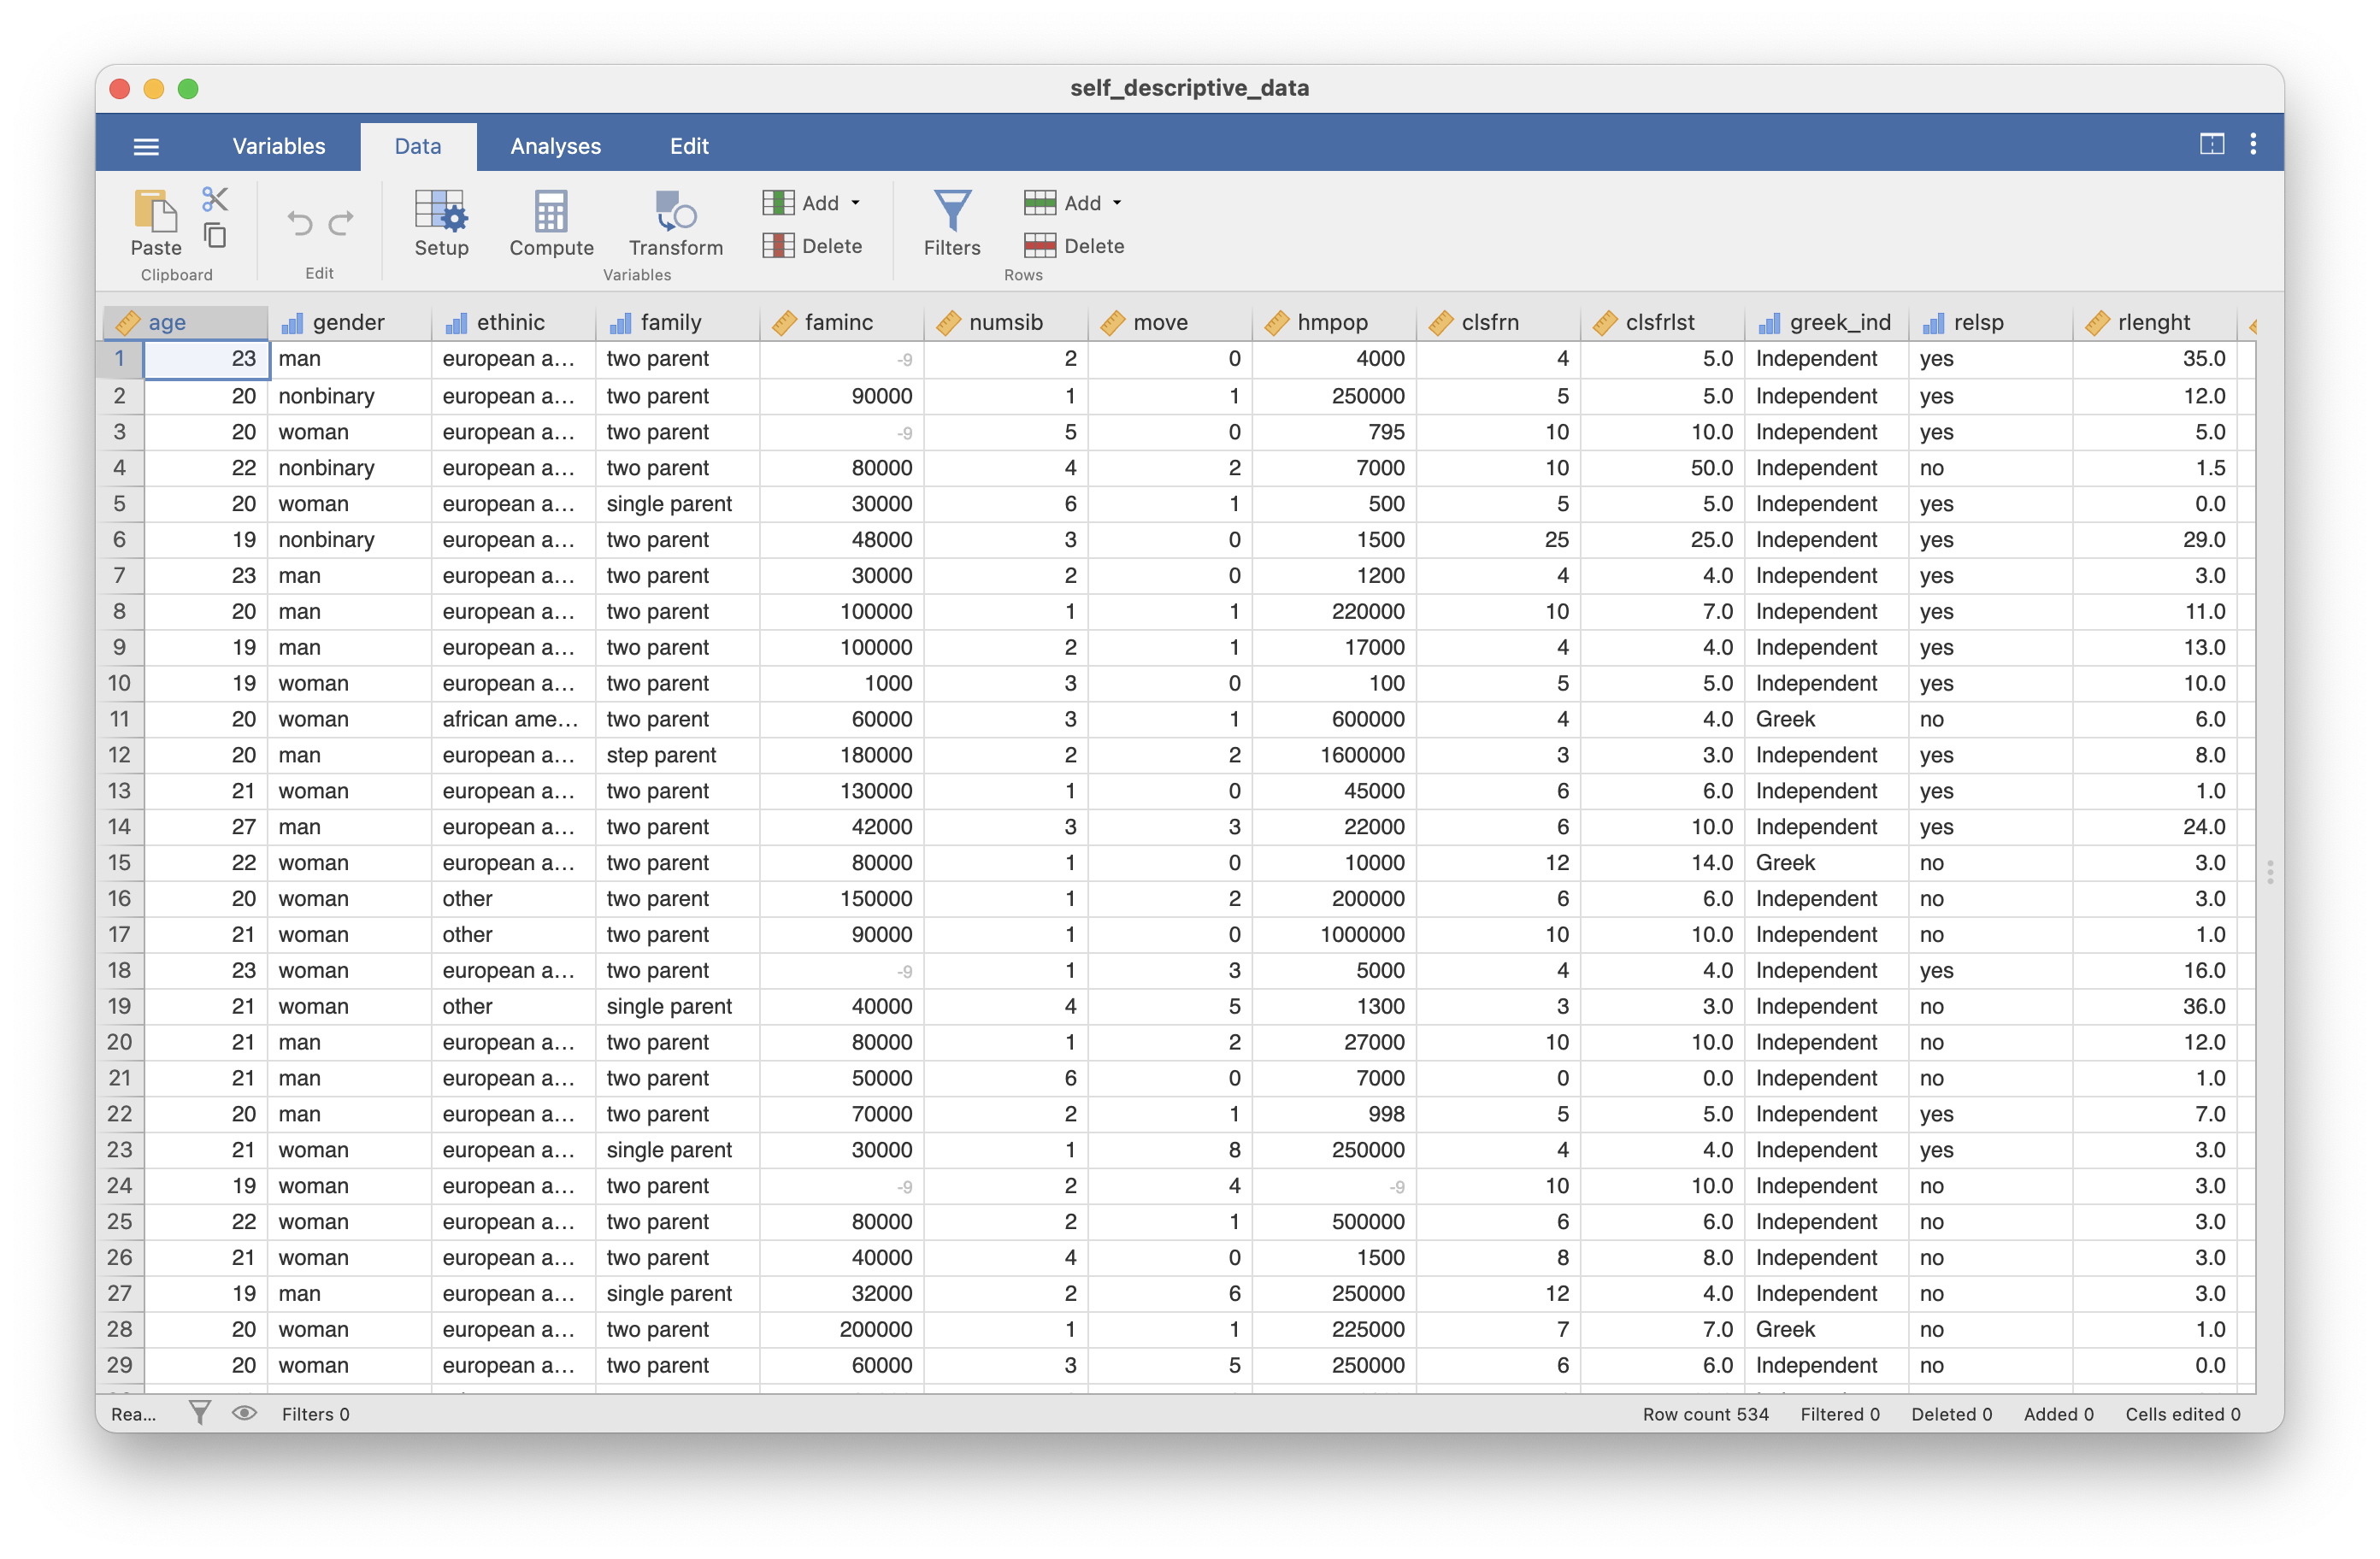 self_descriptive_data
Variables Data Analyses Edit
Paste Setup Compute Transform Add Delete Filters Add Delete
Clipboard Edit Variables Rows
age gender ethinic family faminc numsib move hmpop clsfrn clsfrlst greek_ind relsp rlenght
1 23 man european a... two parent -9 2 0 4000 4 5.0 Independent yes 35.0
2 20 nonbinary european a... two parent 90000 1 1 250000 5 5.0 Independent yes 12.0
3 20 woman european a... two parent -9 5 0 795 10 10.0 Independent yes 5.0
4 22 nonbinary european a... two parent 80000 4 2 7000 10 50.0 Independent no 1.5
5 20 woman european a... single parent 30000 6 1 500 5 5.0 Independent yes 0.0
6 19 nonbinary european a... two parent 48000 3 0 1500 25 25.0 Independent yes 29.0
7 23 man european a... two parent 30000 2 0 1200 4 4.0 Independent yes 3.0
8 20 man european a... two parent 100000 1 1 220000 10 7.0 Independent yes 11.0
9 19 man european a... two parent 100000 2 1 17000 4 4.0 Independent yes 13.0
10 19 woman european a... two parent 1000 3 0 100 5 5.0 Independent yes 10.0
11 20 woman african ame... two parent 60000 3 1 600000 4 4.0 Greek no 6.0
12 20 man european a... step parent 180000 2 2 1600000 3 3.0 Independent yes 8.0
13 21 woman european a... two parent 130000 1 0 45000 6 6.0 Independent yes 1.0
14 27 man european a... two parent 42000 3 3 22000 6 10.0 Independent yes 24.0
15 22 woman european a... two parent 80000 1 0 10000 12 14.0 Greek no 3.0
16 20 woman other two parent 150000 1 2 200000 6 6.0 Independent no 3.0
17 21 woman other two parent 90000 1 0 1000000 10 10.0 Independent no 1.0
18 23 woman european a... two parent -9 1 3 5000 4 4.0 Independent yes 16.0
19 21 woman other single parent 40000 4 5 1300 3 3.0 Independent no 36.0
20 21 man european a... two parent 80000 1 2 27000 10 10.0 Independent no 12.0
21 21 man european a... two parent 50000 6 0 7000 0 0.0 Independent no 1.0
22 20 man european a... two parent 70000 2 1 998 5 5.0 Independent yes 7.0
23 21 woman european a... single parent 30000 1 8 250000 4 4.0 Independent yes 3.0
24 19 woman european a... two parent -9 2 4 -9 10 10.0 Independent no 3.0
25 22 woman european a... two parent 80000 2 1 500000 6 6.0 Independent no 3.0
26 21 woman european a... two parent 40000 4 0 1500 8 8.0 Independent no 3.0
27 19 man european a... single parent 32000 2 6 250000 12 4.0 Independent no 3.0
28 20 woman european a... two parent 200000 1 1 225000 7 7.0 Greek no 1.0
29 20 woman european a... two parent 60000 3 5 250000 6 6.0 Independent no 0.0
Rea... Filters 0 Row count 534 Filtered 0 Deleted 0 Added 0 Cells edited 0